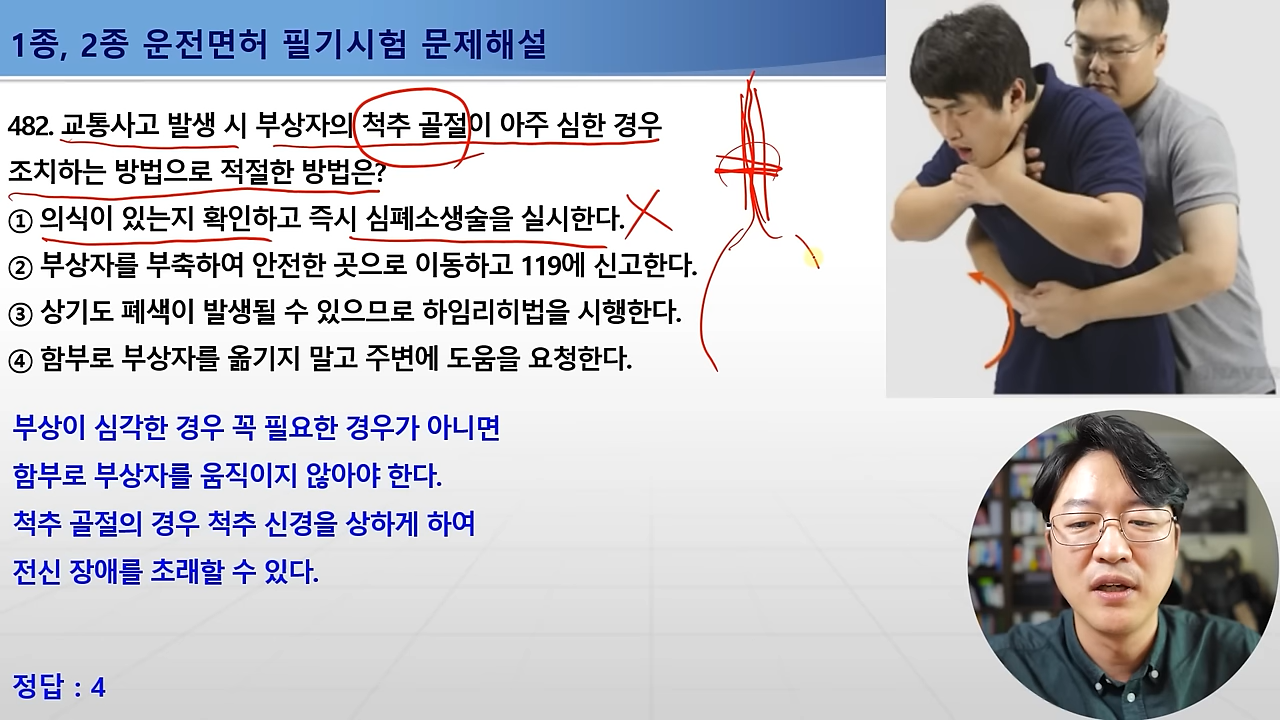 1종, 2종 운전면허 필기시험 문제해설
482. 교통사고 발생 시 부상자의 척추 골절이 아주 심한 경우
조치하는 방법으로 적절한 방법은?
① 의식이 있는지 확인하고 즉시 심폐소생술을 실시한다.
② 부상자를 부축하여 안전한 곳으로 이동하고 119에 신고한다.
③ 상기도 폐색이 발생될 수 있으므로 하임리히법을 시행한다.
④ 함부로 부상자를 옮기지 말고 주변에 도움을 요청한다.
부상이 심각한 경우 꼭 필요한 경우가 아니면
함부로 부상자를 움직이지 않아야 한다.
척추 골절의 경우 척추 신경을 상하게 하여
전신 장애를 초래할 수 있다.
정답 : 4